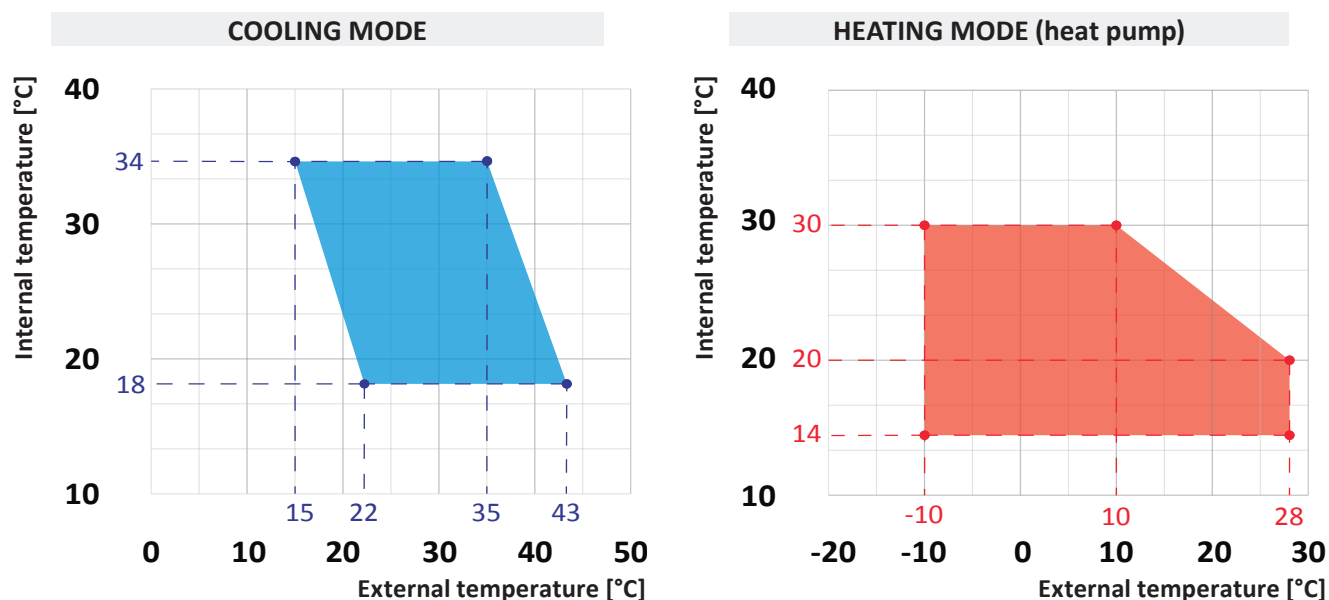 COOLING MODE
Internal temperature [°C]
40
34
30
20
18
10
15 22 35 43
0 10 20 30 40 50
External temperature [°C]
HEATING MODE (heat pump)
Internal temperature [°C]
40
30 30
20 20
14
10
-10 10 28
-20 -10 0 10 20 30
External temperature [°C]